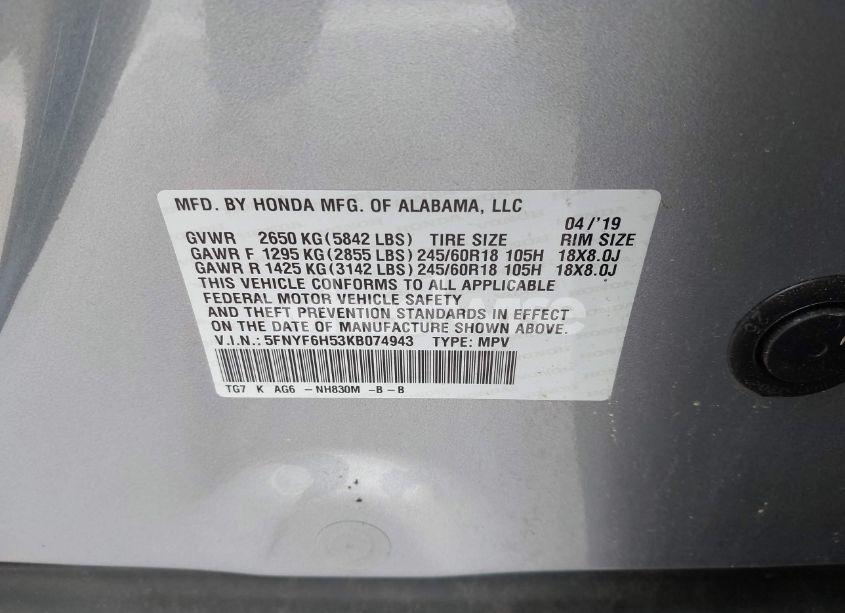 MFD. BY HONDA MFG. OF ALABAMA, LLC
04/'19
GVWR 2650 KG (5842 LBS) TIRE SIZE RIM SIZE
GAWR F 1295 KG (2855 LBS) 245/60R18 105H 18X8.0J
GAWR R 1425 KG (3142 LBS) 245/60R18 105H 18X8.0J
THIS VEHICLE CONFORMS TO ALL APPLICABLE
FEDERAL MOTOR VEHICLE SAFETY
AND THEFT PREVENTION STANDARDS IN EFFECT
ON THE DATE OF MANUFACTURE SHOWN ABOVE.
V.I.N.: 5FNYF6H53KB074943 TYPE: MPV
TG7 K AG6 -NH830M -B -B